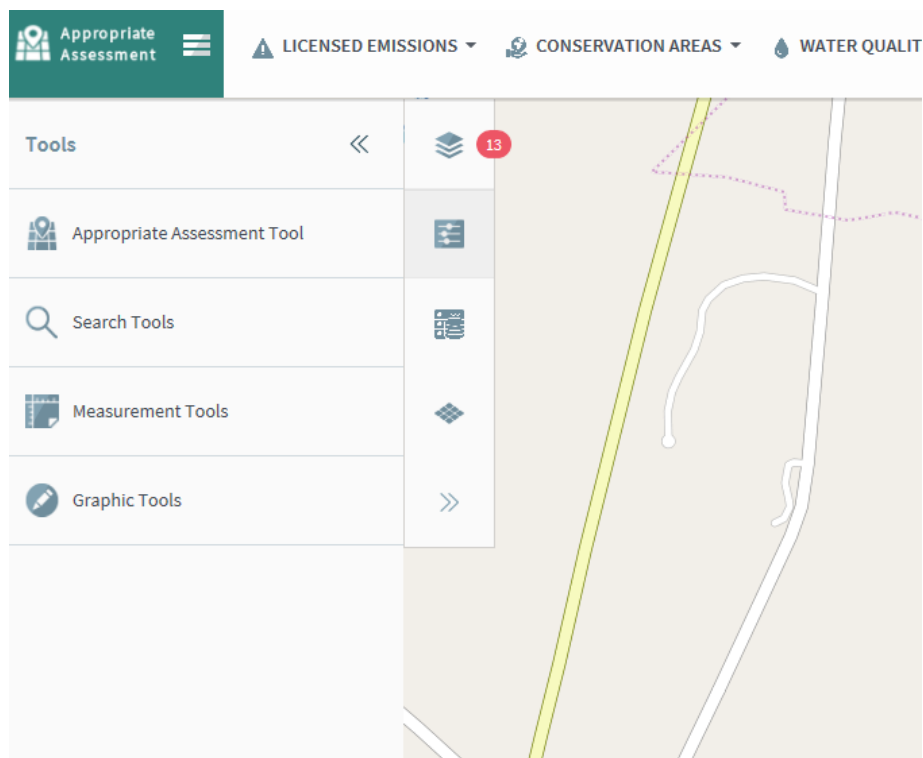 Appropriate
Assessment
LICENSED EMISSIONS
CONSERVATION AREAS
WATER QUALIT
Tools
13
Appropriate Assessment Tool
Search Tools
Measurement Tools
Graphic Tools